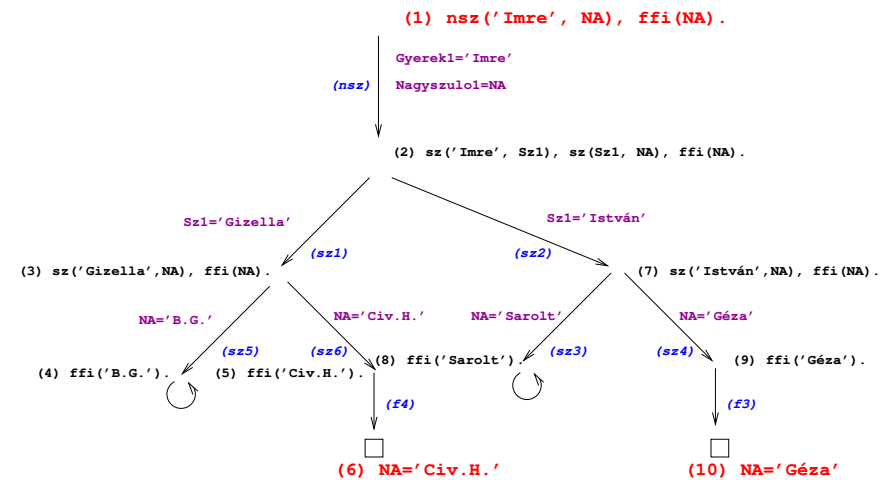 (1) nsz('Imre', NA), ffi(NA).
Gyerek1='Imre'
(nsz) Nagyszulo1=NA
(2) sz('Imre', Sz1), sz(Sz1, NA), ffi(NA).
Sz1='Gizella'
Sz1='István'
(sz1)
(sz2)
(3) sz('Gizella',NA), ffi(NA).
(7) sz('István',NA), ffi(NA).
NA='B.G.'
NA='Civ.H.'
NA='Sarolt'
NA='Géza'
(sz5)
(sz6)
(sz3)
(sz4)
(4) ffi('B.G.').
(5) ffi('Civ.H.').
(8) ffi('Sarolt').
(9) ffi('Géza').
(f4)
(f3)
(6) NA='Civ.H.'
(10) NA='Géza'